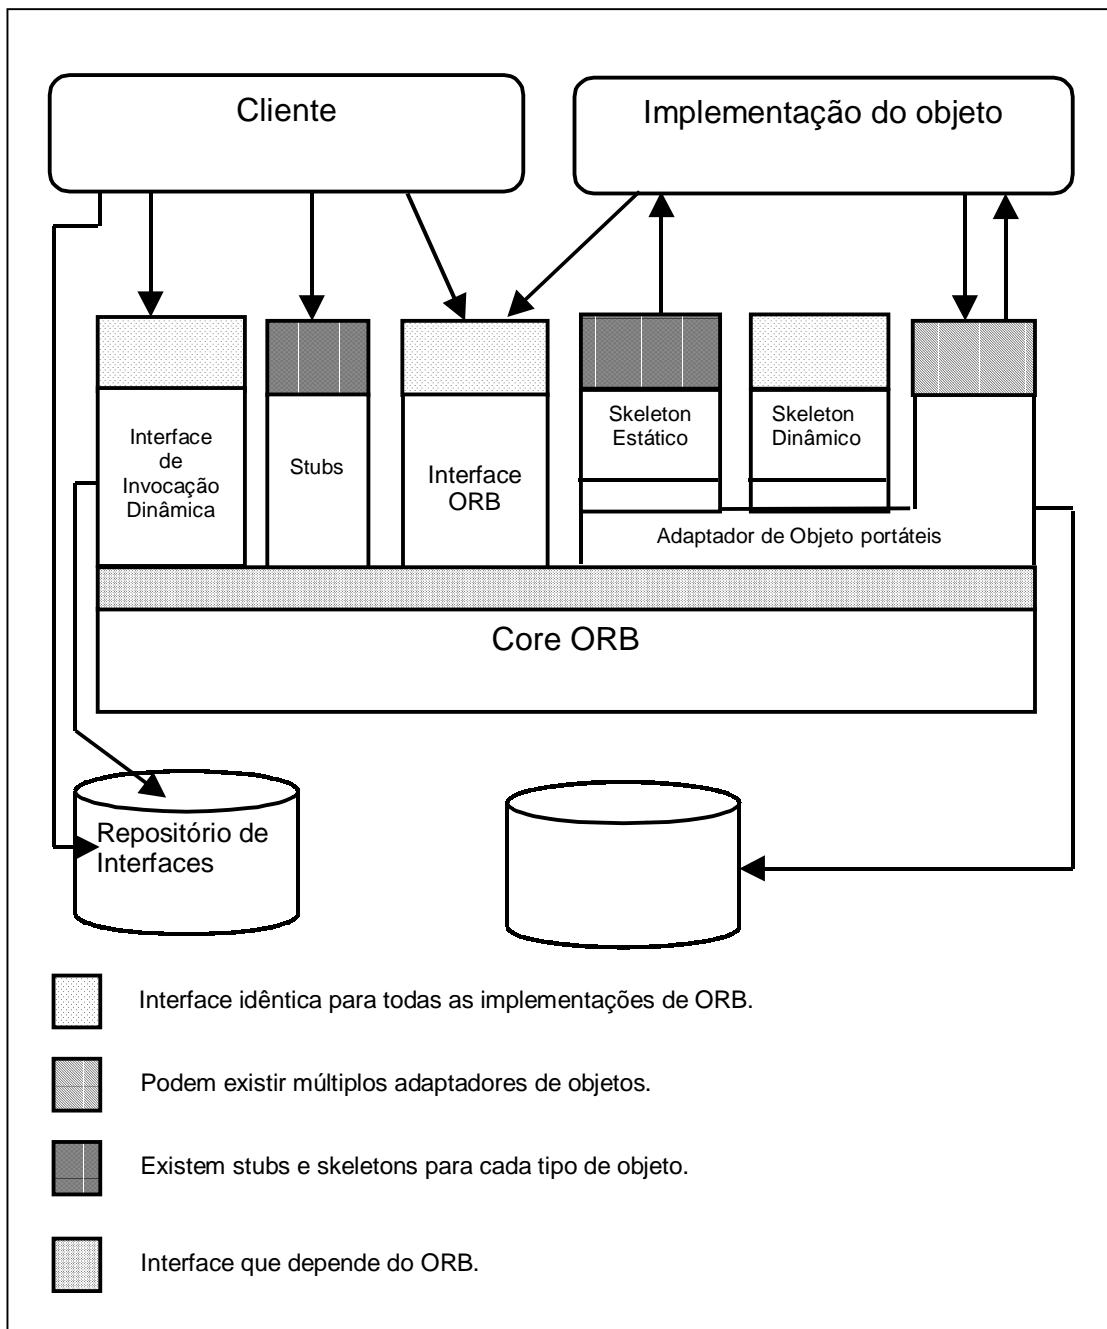 Cliente
Implementação do objeto
Interface
de
Invocação
Dinâmica
Stubs
Interface
ORB
Skeleton
Estático
Skeleton
Dinâmico
Adaptador de Objeto portáteis
Core ORB
Repositório de
Interfaces
Interface idêntica para todas as implementações de ORB.
Podem existir múltiplos adaptadores de objetos.
Existem stubs e skeletons para cada tipo de objeto.
Interface que depende do ORB.